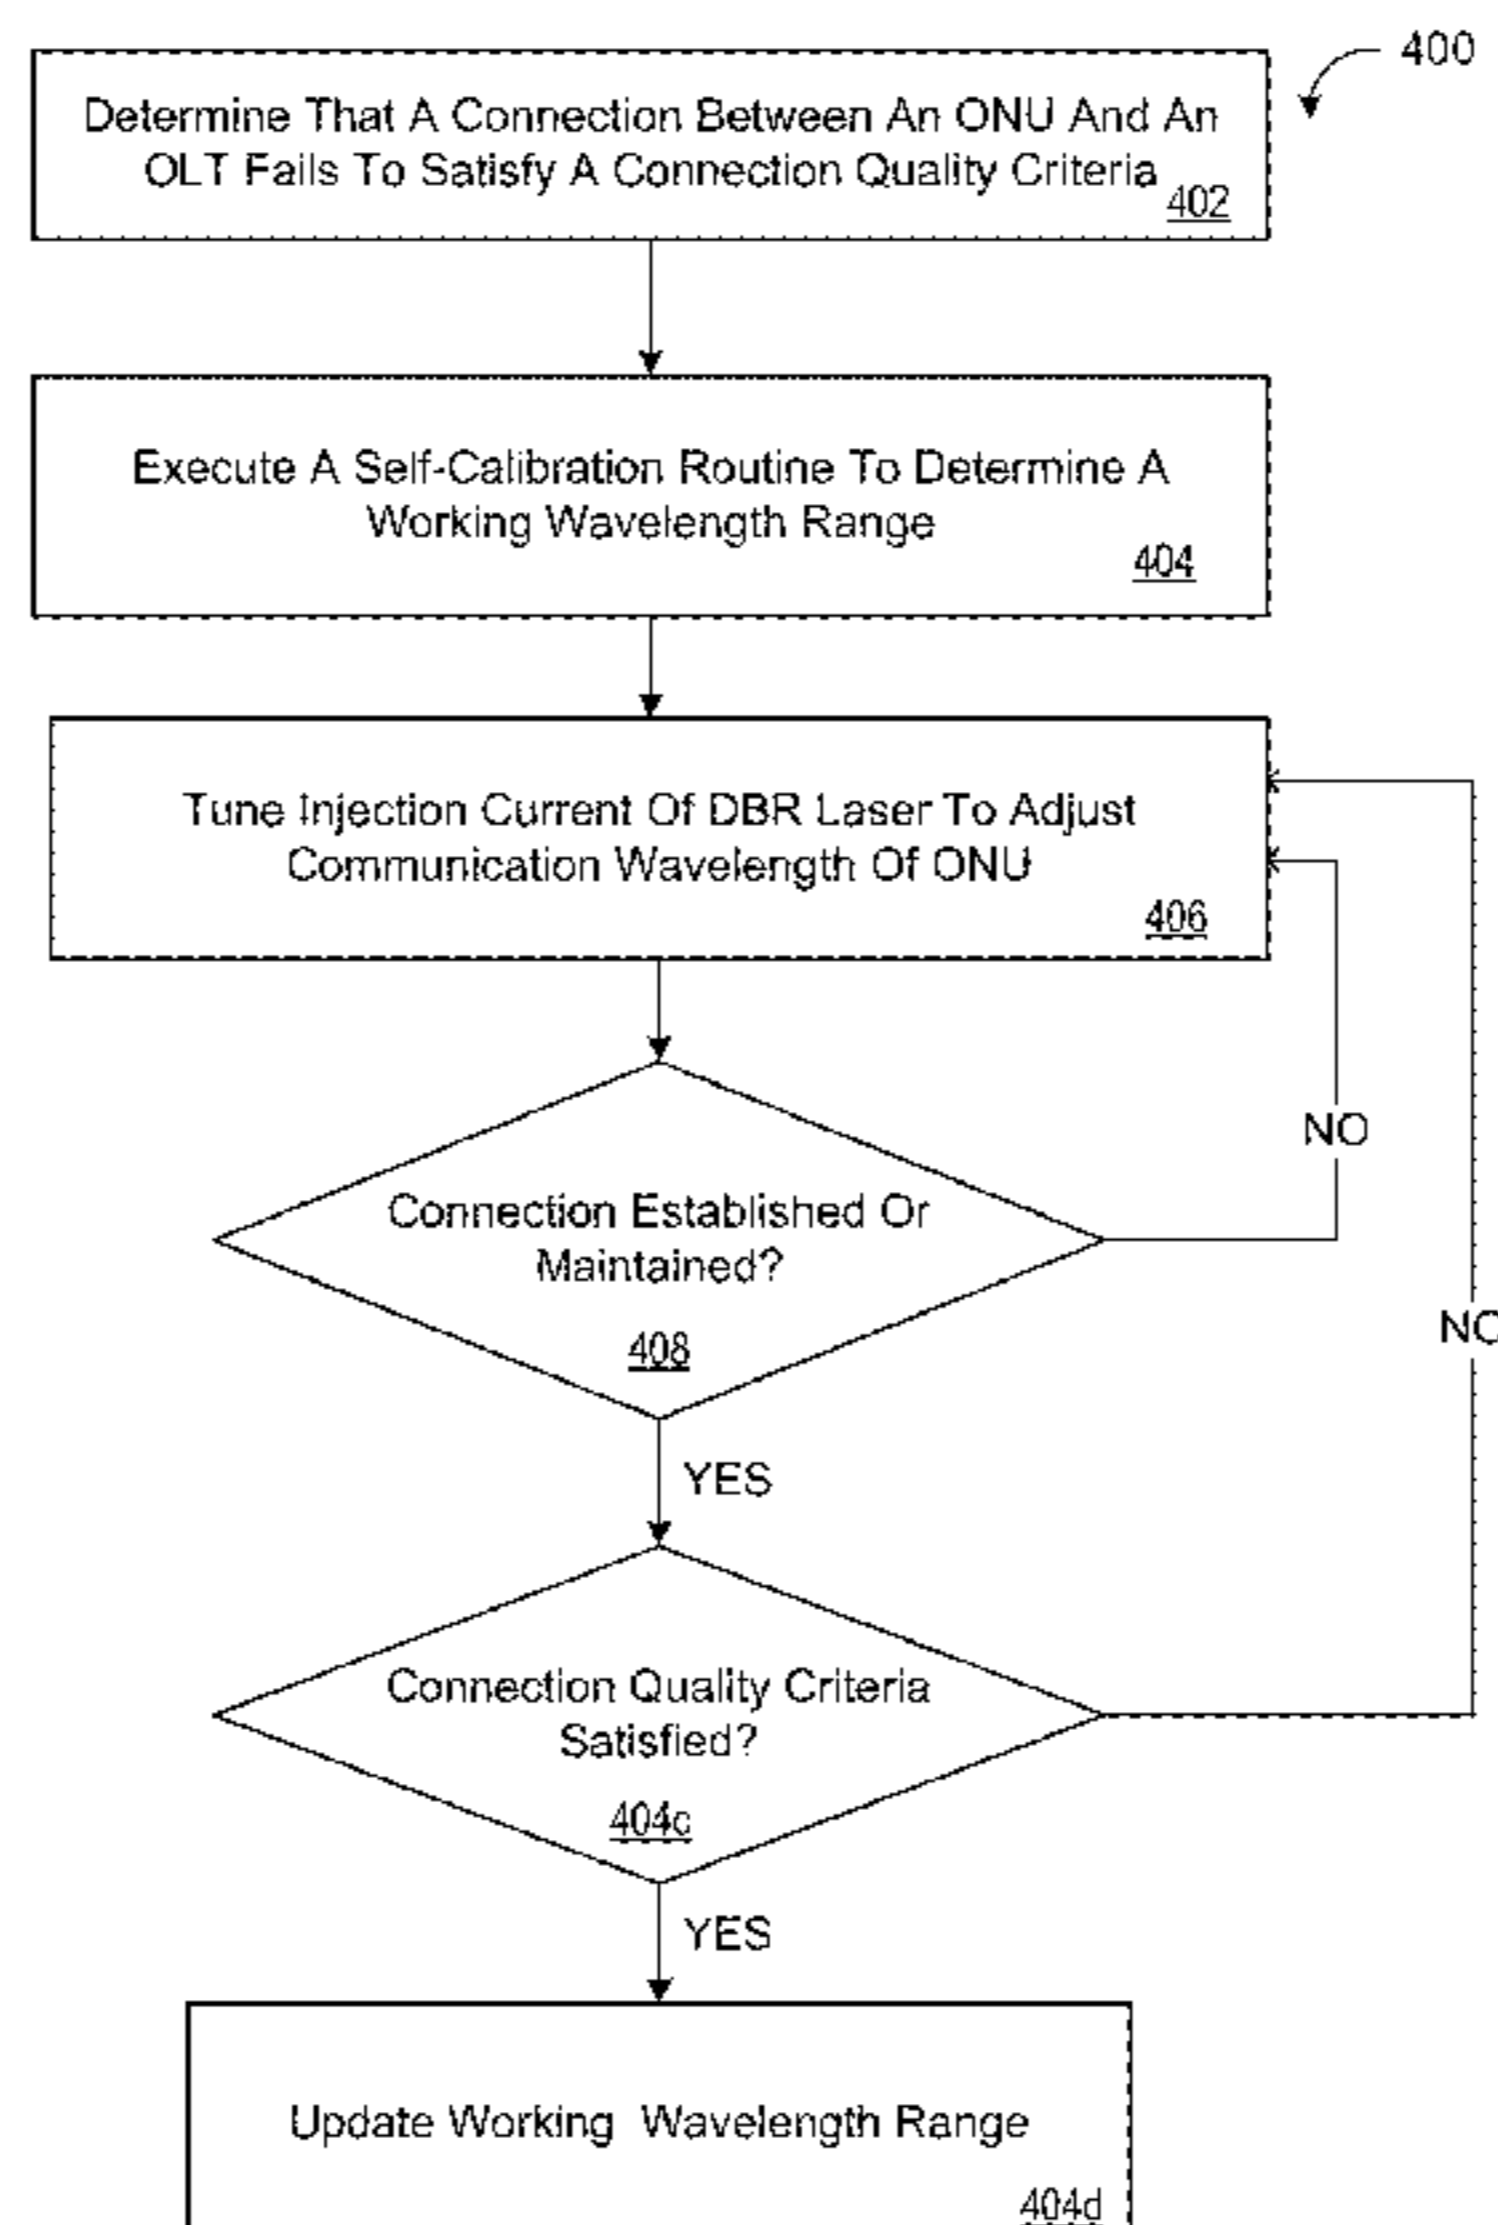 400
Determine That A Connection Between An ONU And An
OLT Fails To Satisfy A Connection Quality Criteria
402
Execute A Self-Calibration Routine To Determine A
Working Wavelength Range
404
Tune Injection Current Of DBR Laser To Adjust
Communication Wavelength Of ONU
406
NO
Connection Established Or
Maintained?
408
NO
YES
Connection Quality Criteria
Satisfied?
404c
YES
Update Working Wavelength Range
404d